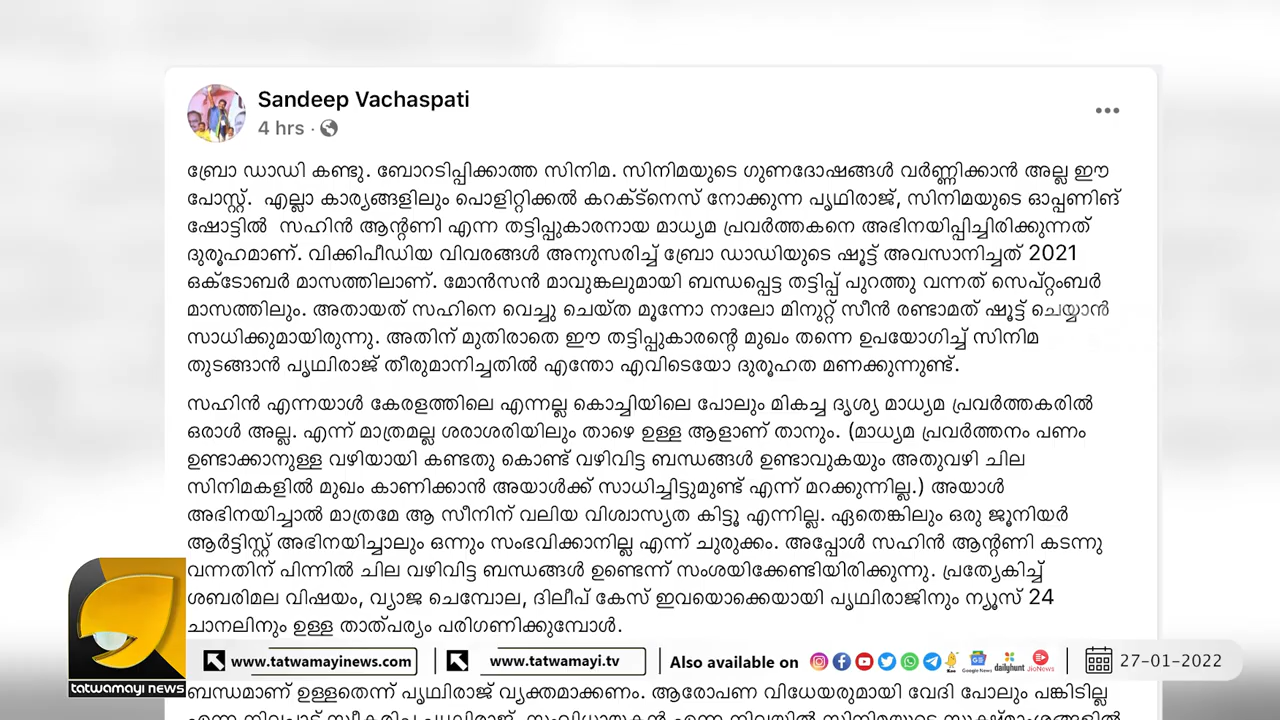 Sandeep Vachaspati
4 hrs ·
ബ്രോ ഡാഡി കണ്ടു. ബോറടിപ്പിക്കാത്ത സിനിമ. സിനിമയുടെ ഗുണദോഷങ്ങൾ വർണ്ണിക്കാൻ അല്ല ഈ
പോസ്റ്റ്. എല്ലാ കാര്യങ്ങളിലും പൊളിറ്റിക്കൽ കറക്ട്നെസ് നോക്കുന്ന പൃഥിരാജ്, സിനിമയുടെ ഓപ്പണിങ്
ഷോട്ടിൽ സഹിൻ ആന്റണി എന്ന തട്ടിപ്പുകാരനായ മാധ്യമ പ്രവർത്തകനെ അഭിനയിപ്പിച്ചിരിക്കുന്നത്
ദുരൂഹമാണ്. വിക്കിപീഡിയ വിവരങ്ങൾ അനുസരിച്ച് ബ്രോ ഡാഡിയുടെ ഷൂട്ട് അവസാനിച്ചത് 2021
ഒക്ടോബർ മാസത്തിലാണ്. മോൻസൻ മാവുങ്കലുമായി ബന്ധപ്പെട്ട തട്ടിപ്പ് പുറത്തു വന്നത് സെപ്റ്റംബർ
മാസത്തിലും. അതായത് സഹിനെ വെച്ചു ചെയ്ത മൂന്നോ നാലോ മിനുറ്റ് സീൻ രണ്ടാമത് ഷൂട്ട് ചെയ്യാൻ
സാധിക്കുമായിരുന്നു. അതിന് മുതിരാതെ ഈ തട്ടിപ്പുകാരന്റെ മുഖം തന്നെ ഉപയോഗിച്ച് സിനിമ
തുടങ്ങാൻ പൃഥിരാജ് തീരുമാനിച്ചതിൽ എന്തോ എവിടെയോ ദുരൂഹത മണക്കുന്നുണ്ട്.
സഹിൻ എന്നയാൾ കേരളത്തിലെ എന്നല്ല കൊച്ചിയിലെ പോലും മികച്ച ദൃശ്യ മാധ്യമ പ്രവർത്തകരിൽ
ഒരാൾ അല്ല. എന്ന് മാത്രമല്ല ശരാശരിയിലും താഴെ ഉള്ള ആളാണ് താനും. (മാധ്യമ പ്രവർത്തനം പണം
ഉണ്ടാക്കാനുള്ള വഴിയായി കണ്ടതു കൊണ്ട് വഴിവിട്ട ബന്ധങ്ങൾ ഉണ്ടാവുകയും അതുവഴി ചില
സിനിമകളിൽ മുഖം കാണിക്കാൻ അയാൾക്ക് സാധിച്ചിട്ടുമുണ്ട് എന്ന് മറക്കുന്നില്ല.) അയാൾ
അഭിനയിച്ചാൽ മാത്രമേ ആ സീനിന് വലിയ വിശ്വാസ്യത കിട്ടൂ എന്നില്ല. ഏതെങ്കിലും ഒരു ജൂനിയർ
ആർട്ടിസ്റ്റ് അഭിനയിച്ചാലും ഒന്നും സംഭവിക്കാനില്ല എന്ന് ചുരുക്കം. അപ്പോൾ സഹിൻ ആന്റണി കടന്നു
വന്നതിന് പിന്നിൽ ചില വഴിവിട്ട ബന്ധങ്ങൾ ഉണ്ടെന്ന് സംശയിക്കേണ്ടിയിരിക്കുന്നു. പ്രത്യേകിച്ച്
ശബരിമല വിഷയം, വ്യാജ ചെമ്പോല, ദിലീപ് കേസ് ഇവയൊക്കെയായി പൃഥിരാജിനും ന്യൂസ് 24
ചാനലിനും ഉള്ള താത്പര്യം പരിഗണിക്കുമ്പോൾ.
www.tatwamayinews.com www.tatwamayi.tv Also available on Google News dailyhunt JioNews 27-01-2022
tatwamayi news
ബന്ധമാണ് ഉള്ളതെന്ന് പൃഥിരാജ് വ്യക്തമാക്കണം. ആരോപണ വിധേയരുമായി വേദി പോലും പങ്കിടില്ല